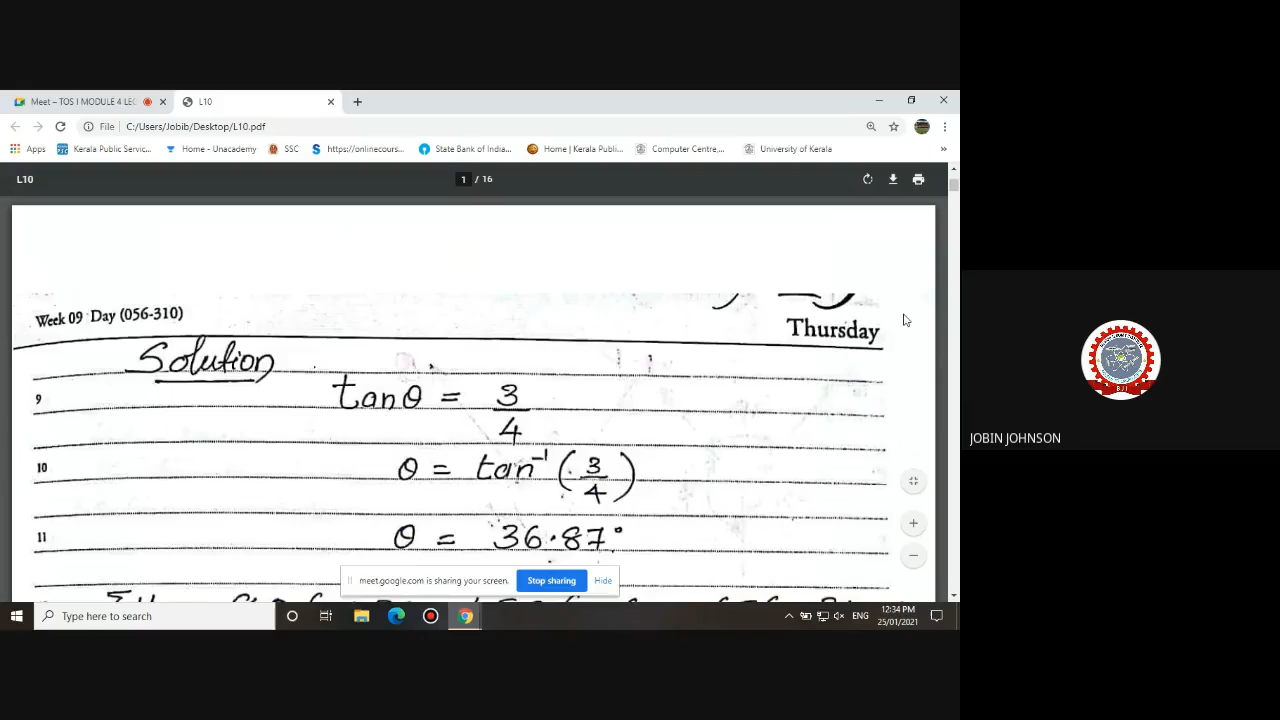 Meet – TOS I MODULE 4 LEC
L10
File C:/Users/Jobib/Desktop/L10.pdf
Apps Kerala Public Servic... Home - Unacademy SSC https://onlinecours... State Bank of India... Home | Kerala Publi... Computer Centre,... University of Kerala »
L10 1 / 16
Week 09 Day (056-310)
Thursday
Solution
9 tanθ = 3/4
10 θ = tan⁻¹ (3/4)
11 θ = 36.87°
meet.google.com is sharing your screen. Stop sharing Hide
Type here to search
ENG
12:34 PM
25/01/2021
JOBIN JOHNSON
BJI